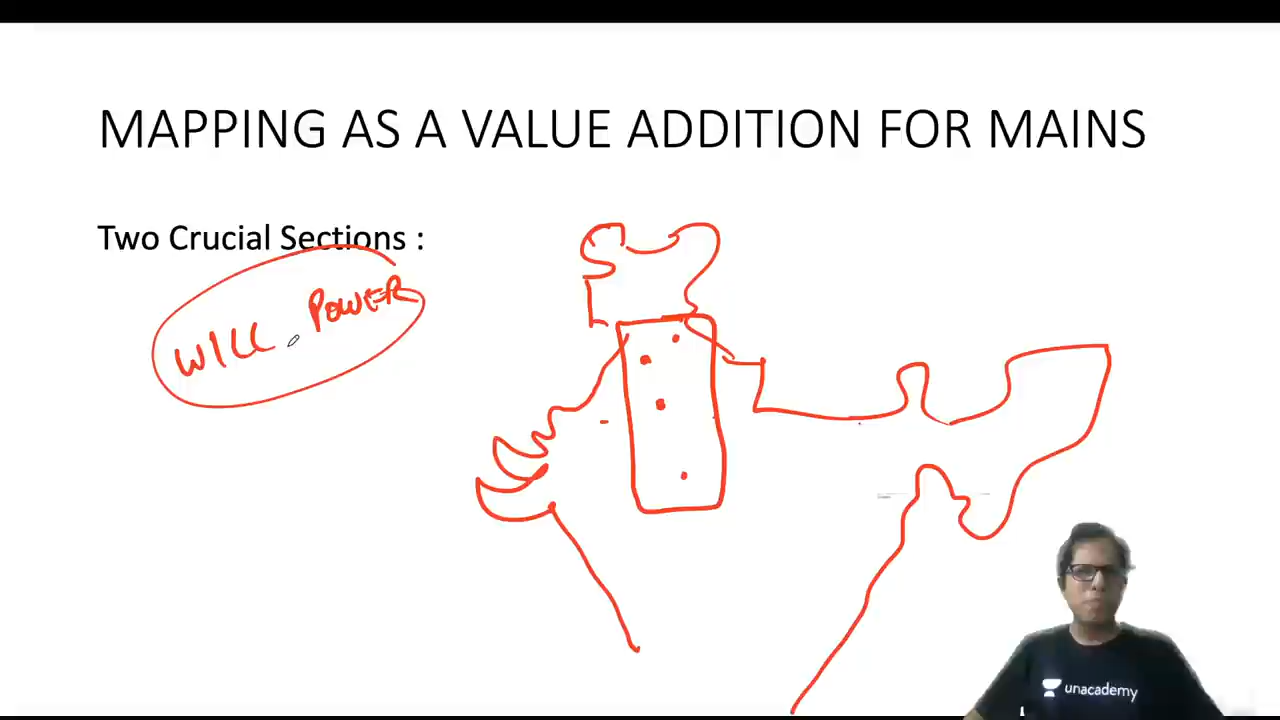 MAPPING AS A VALUE ADDITION FOR MAINS
Two Crucial Sections :
WILL POWER
unacademy